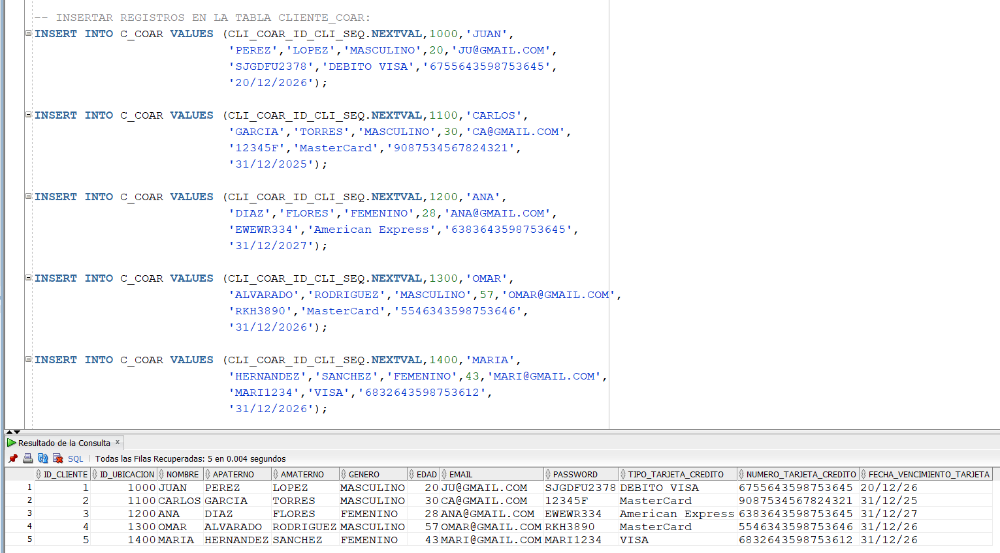 -- INSERTAR REGISTROS EN LA TABLA CLIENTE_COAR:
INSERT INTO C_COAR VALUES (CLI_COAR_ID_CLI_SEQ.NEXTVAL,1000,'JUAN',
'PEREZ','LOPEZ','MASCULINO',20,'JU@GMAIL.COM',
'SJGDFU2378','DEBITO VISA','6755643598753645',
'20/12/2026');
INSERT INTO C_COAR VALUES (CLI_COAR_ID_CLI_SEQ.NEXTVAL,1100,'CARLOS',
'GARCIA','TORRES','MASCULINO',30,'CA@GMAIL.COM',
'12345F','MasterCard','9087534567824321',
'31/12/2025');
INSERT INTO C_COAR VALUES (CLI_COAR_ID_CLI_SEQ.NEXTVAL,1200,'ANA',
'DIAZ','FLORES','FEMENINO',28,'ANA@GMAIL.COM',
'EWEWR334','American Express','6383643598753645',
'31/12/2027');
INSERT INTO C_COAR VALUES (CLI_COAR_ID_CLI_SEQ.NEXTVAL,1300,'OMAR',
'ALVARADO','RODRIGUEZ','MASCULINO',57,'OMAR@GMAIL.COM',
'RKH3890','MasterCard','5546343598753646',
'31/12/2026');
INSERT INTO C_COAR VALUES (CLI_COAR_ID_CLI_SEQ.NEXTVAL,1400,'MARIA',
'HERNANDEZ','SANCHEZ','FEMENINO',43,'MARI@GMAIL.COM',
'MARI1234','VISA','6832643598753612',
'31/12/2026');
Resultado de la Consulta x
SQL | Todas las Filas Recuperadas: 5 en 0.004 segundos
ID_CLIENTE ID_UBICACION NOMBRE APATERNO AMATERNO GENERO EDAD EMAIL PASSWORD TIPO_TARJETA_CREDITO NUMERO_TARJETA_CREDITO FECHA_VENCIMIENTO_TARJETA
1 1 1000 JUAN PEREZ LOPEZ MASCULINO 20 JU@GMAIL.COM SJGDFU2378 DEBITO VISA 6755643598753645 20/12/26
2 2 1100 CARLOS GARCIA TORRES MASCULINO 30 CA@GMAIL.COM 12345F MasterCard 9087534567824321 31/12/25
3 3 1200 ANA DIAZ FLORES FEMENINO 28 ANA@GMAIL.COM EWEWR334 American Express 6383643598753645 31/12/27
4 4 1300 OMAR ALVARADO RODRIGUEZ MASCULINO 57 OMAR@GMAIL.COM RKH3890 MasterCard 5546343598753646 31/12/26
5 5 1400 MARIA HERNANDEZ SANCHEZ FEMENINO 43 MARI@GMAIL.COM MARI1234 VISA 6832643598753612 31/12/26